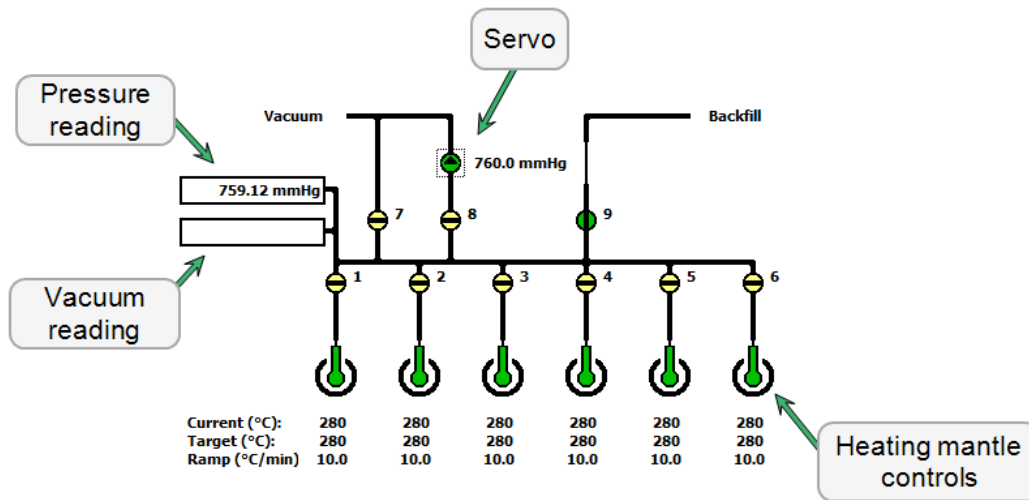 Servo
Pressure
reading
Vacuum
Backfill
760.0 mmHg
759.12 mmHg
7
8
9
Vacuum
reading
1
2
3
4
5
6
Current (°C): 280 280 280 280 280 280
Target (°C): 280 280 280 280 280 280
Ramp (°C/min) 10.0 10.0 10.0 10.0 10.0 10.0
Heating mantle
controls